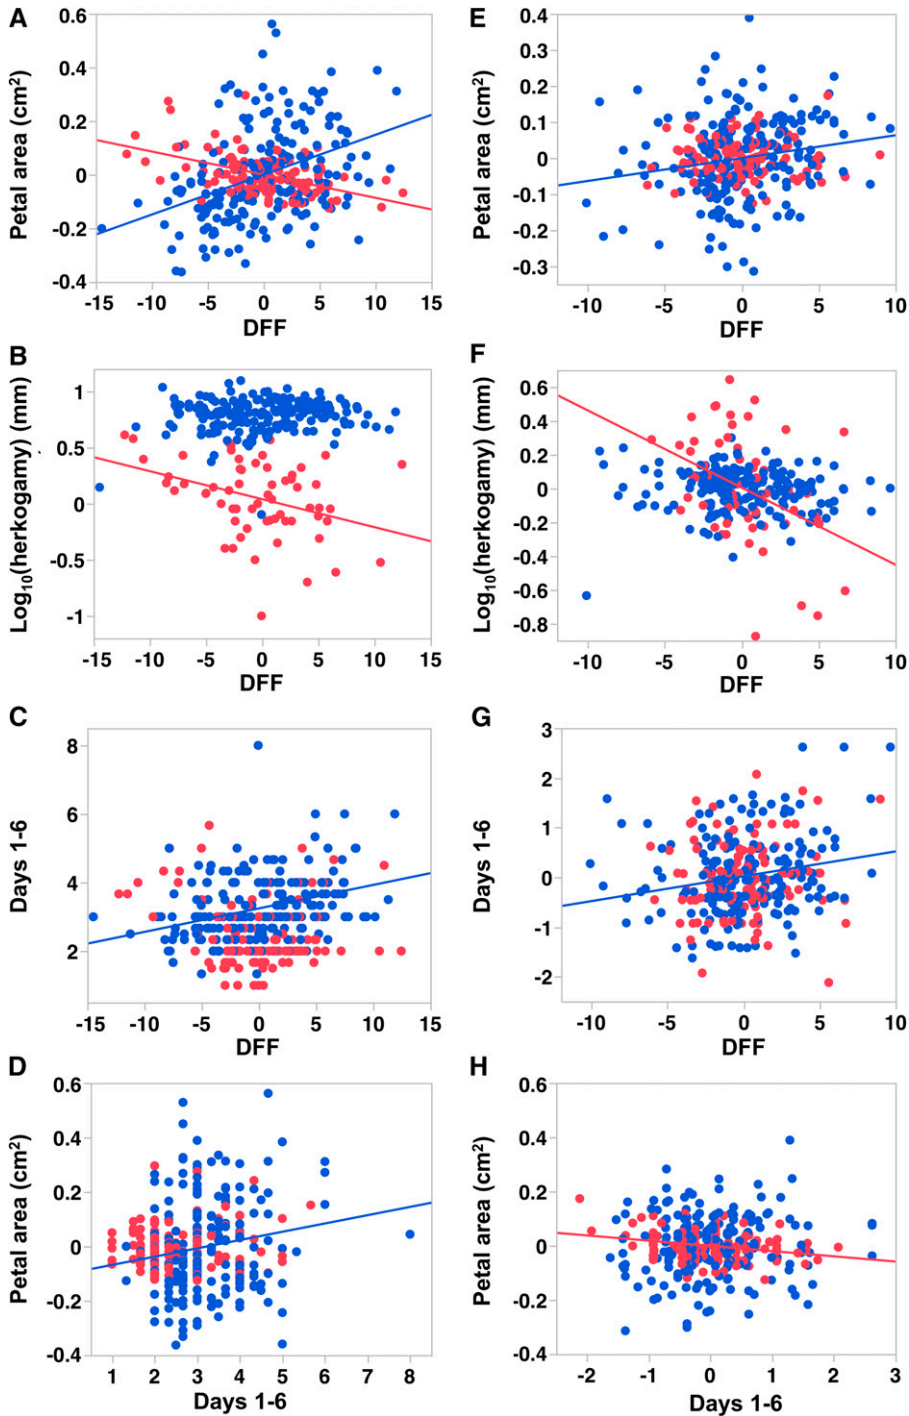 A
Petal area (cm²)
0.6
0.4
0.2
0
-0.2
-0.4
-15 -10 -5 0 5 10 15
DFF
B
Log₁₀(herkogamy) (mm)
1
0.5
0
-0.5
-1
-15 -10 -5 0 5 10 15
DFF
C
Days 1-6
8
6
4
2
-15 -10 -5 0 5 10 15
DFF
D
Petal area (cm²)
0.6
0.4
0.2
0
-0.2
-0.4
1 2 3 4 5 6 7 8
Days 1-6
E
Petal area (cm²)
0.4
0.3
0.2
0.1
0
-0.1
-0.2
-0.3
-10 -5 0 5 10
DFF
F
Log₁₀(herkogamy) (mm)
0.6
0.4
0.2
0
-0.2
-0.4
-0.6
-0.8
-10 -5 0 5 10
DFF
G
Days 1-6
3
2
1
0
-1
-2
-10 -5 0 5 10
DFF
H
Petal area (cm²)
0.6
0.4
0.2
0
-0.2
-0.4
-2 -1 0 1 2 3
Days 1-6